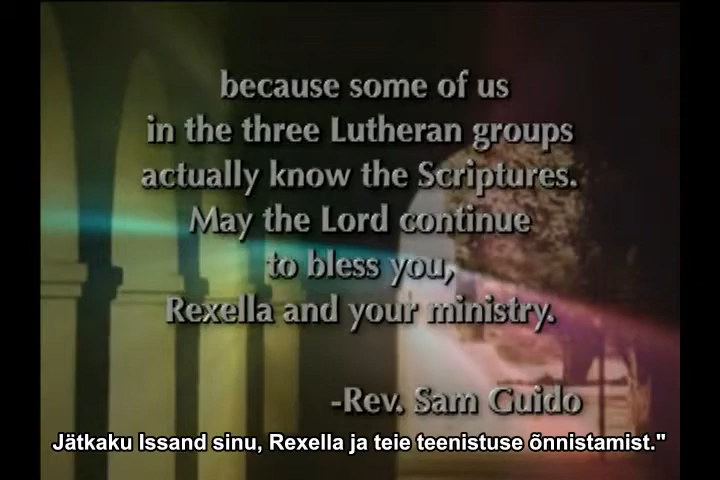 because some of us
in the three Lutheran groups
actually know the Scriptures.
May the Lord continue
to bless you,
Rexella and your ministry.
-Rev. Sam Guido
Jätkaku Issand sinu, Rexella ja teie teenistuse õnnistamist."